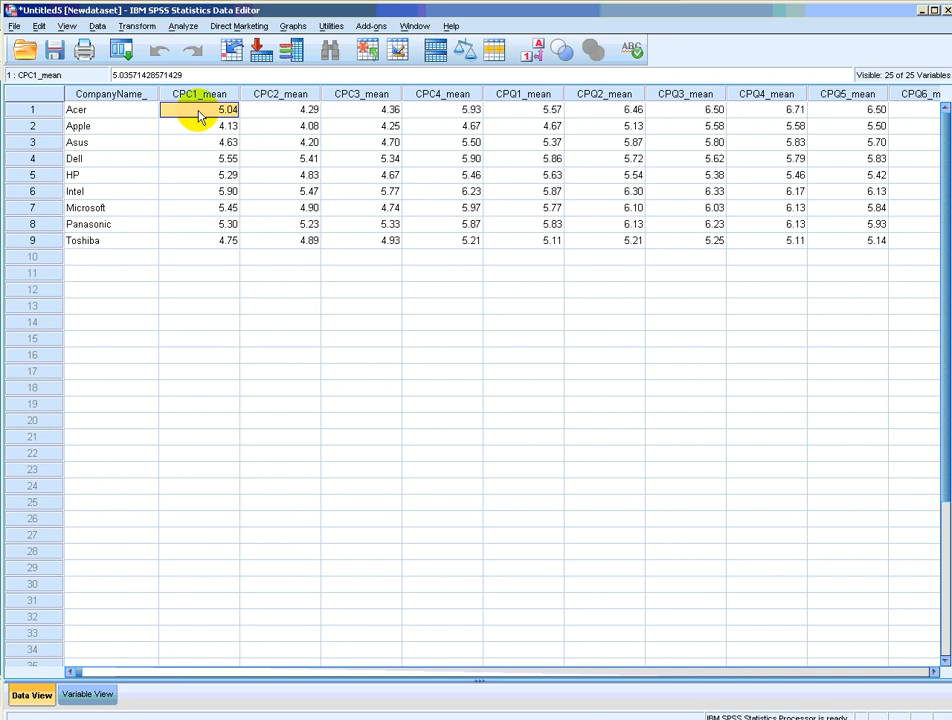 *Untitled5 [Newdataset] - IBM SPSS Statistics Data Editor
File Edit View Data Transform Analyze Direct Marketing Graphs Utilities Add-ons Window Help
1 : CPC1_mean 5.03571428571429 Visible: 25 of 25 Variables
CompanyName_ CPC1_mean CPC2_mean CPC3_mean CPC4_mean CPQ1_mean CPQ2_mean CPQ3_mean CPQ4_mean CPQ5_mean CPQ6_m
1 Acer 5.04 4.29 4.36 5.93 5.57 6.46 6.50 6.71 6.50
2 Apple 4.13 4.08 4.25 4.67 4.67 5.13 5.58 5.58 5.50
3 Asus 4.63 4.20 4.70 5.50 5.37 5.87 5.80 5.83 5.70
4 Dell 5.55 5.41 5.34 5.90 5.86 5.72 5.62 5.79 5.83
5 HP 5.29 4.83 4.67 5.46 5.63 5.54 5.38 5.46 5.42
6 Intel 5.90 5.47 5.77 6.23 5.87 6.30 6.33 6.17 6.13
7 Microsoft 5.45 4.90 4.74 5.97 5.77 6.10 6.03 6.13 5.84
8 Panasonic 5.30 5.23 5.33 5.87 5.83 6.13 6.23 6.13 5.93
9 Toshiba 4.75 4.89 4.93 5.21 5.11 5.21 5.25 5.11 5.14
10
11
12
13
14
15
16
17
18
19
20
21
22
23
24
25
26
27
28
29
30
31
32
33
34
35
Data View Variable View
IBM SPSS Statistics Processor is ready